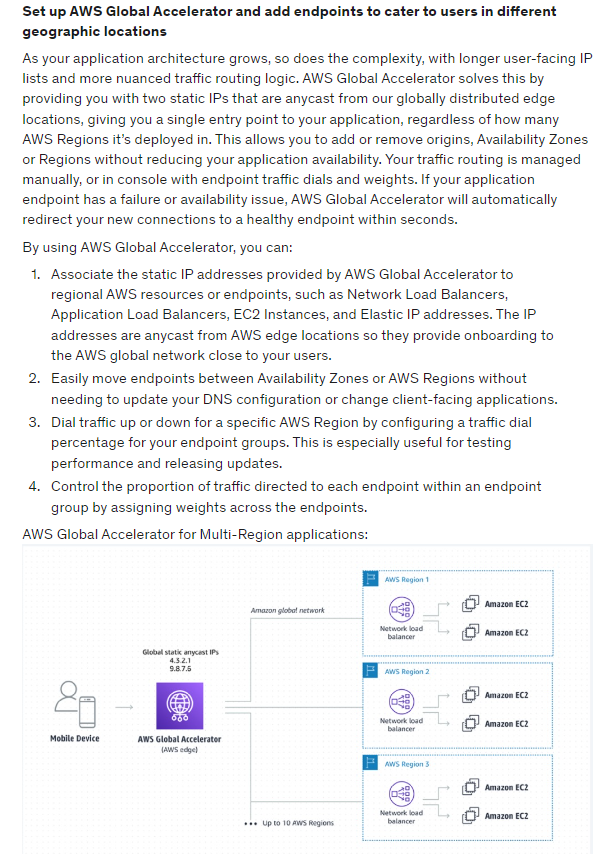 Set up AWS Global Accelerator and add endpoints to cater to users in different
geographic locations
As your application architecture grows, so does the complexity, with longer user-facing IP
lists and more nuanced traffic routing logic. AWS Global Accelerator solves this by
providing you with two static IPs that are anycast from our globally distributed edge
locations, giving you a single entry point to your application, regardless of how many
AWS Regions it's deployed in. This allows you to add or remove origins, Availability Zones
or Regions without reducing your application availability. Your traffic routing is managed
manually, or in console with endpoint traffic dials and weights. If your application
endpoint has a failure or availability issue, AWS Global Accelerator will automatically
redirect your new connections to a healthy endpoint within seconds.
By using AWS Global Accelerator, you can:
1. Associate the static IP addresses provided by AWS Global Accelerator to
regional AWS resources or endpoints, such as Network Load Balancers,
Application Load Balancers, EC2 Instances, and Elastic IP addresses. The IP
addresses are anycast from AWS edge locations so they provide onboarding to
the AWS global network close to your users.
2. Easily move endpoints between Availability Zones or AWS Regions without
needing to update your DNS configuration or change client-facing applications.
3. Dial traffic up or down for a specific AWS Region by configuring a traffic dial
percentage for your endpoint groups. This is especially useful for testing
performance and releasing updates.
4. Control the proportion of traffic directed to each endpoint within an endpoint
group by assigning weights across the endpoints.
AWS Global Accelerator for Multi-Region applications:
Mobile Device
Global static anycast IPs
4.3.2.1
9.8.7.6
AWS Global Accelerator
(AWS edge)
Amazon global network
AWS Region 1
Network load
balancer
Amazon EC2
Amazon EC2
AWS Region 2
Network load
balancer
Amazon EC2
Amazon EC2
AWS Region 3
Network load
balancer
Amazon EC2
Amazon EC2
••• Up to 10 AWS Regions